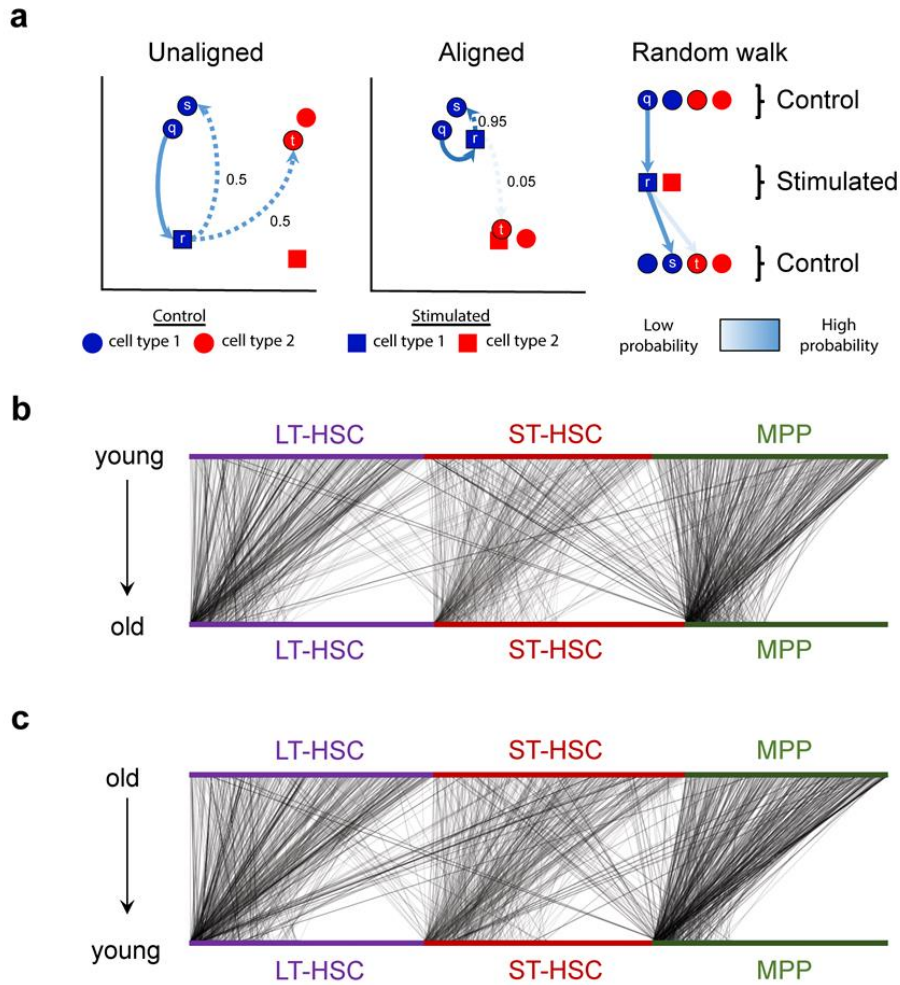 a
Unaligned
Aligned
Random walk
s
q
t
0.5
0.5
r
s
q
r
0.95
0.05
t
q
Control
r
Stimulated
s
t
Control
Control
cell type 1
cell type 2
Stimulated
cell type 1
cell type 2
Low probability
High probability
b
LT-HSC ST-HSC MPP
young
old
LT-HSC ST-HSC MPP
c
LT-HSC ST-HSC MPP
old
young
LT-HSC ST-HSC MPP